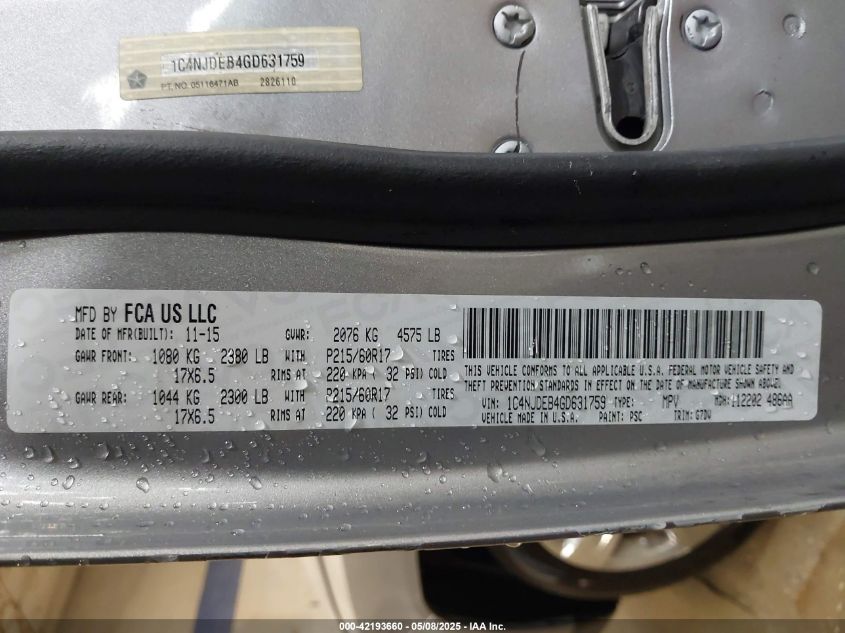 1C4NJDEB4GD631759
PT. NO. 05116471AB 2826110
MFD BY FCA US LLC
DATE OF MFR(BUILT): 11-15 GVWR: 2076 KG 4575 LB
GAWR FRONT: 1080 KG 2380 LB WITH P215/60R17 TIRES
17X6.5 RIMS AT 220 KPA ( 32 PSI) COLD
GAWR REAR: 1044 KG 2300 LB WITH P215/60R17 TIRES
17X6.5 RIMS AT 220 KPA ( 32 PSI) COLD
THIS VEHICLE CONFORMS TO ALL APPLICABLE U.S.A. FEDERAL MOTOR VEHICLE SAFETY AND
THEFT PREVENTION STANDARDS IN EFFECT ON THE DATE OF MANUFACTURE SHOWN ABOVE.
VIN: 1C4NJDEB4GD631759 TYPE: MPV MDH: 112202 486AA
VEHICLE MADE IN U.S.A. PAINT: PSC TRIM: G7DV
000-42193660 - 05/08/2025 - IAA Inc.